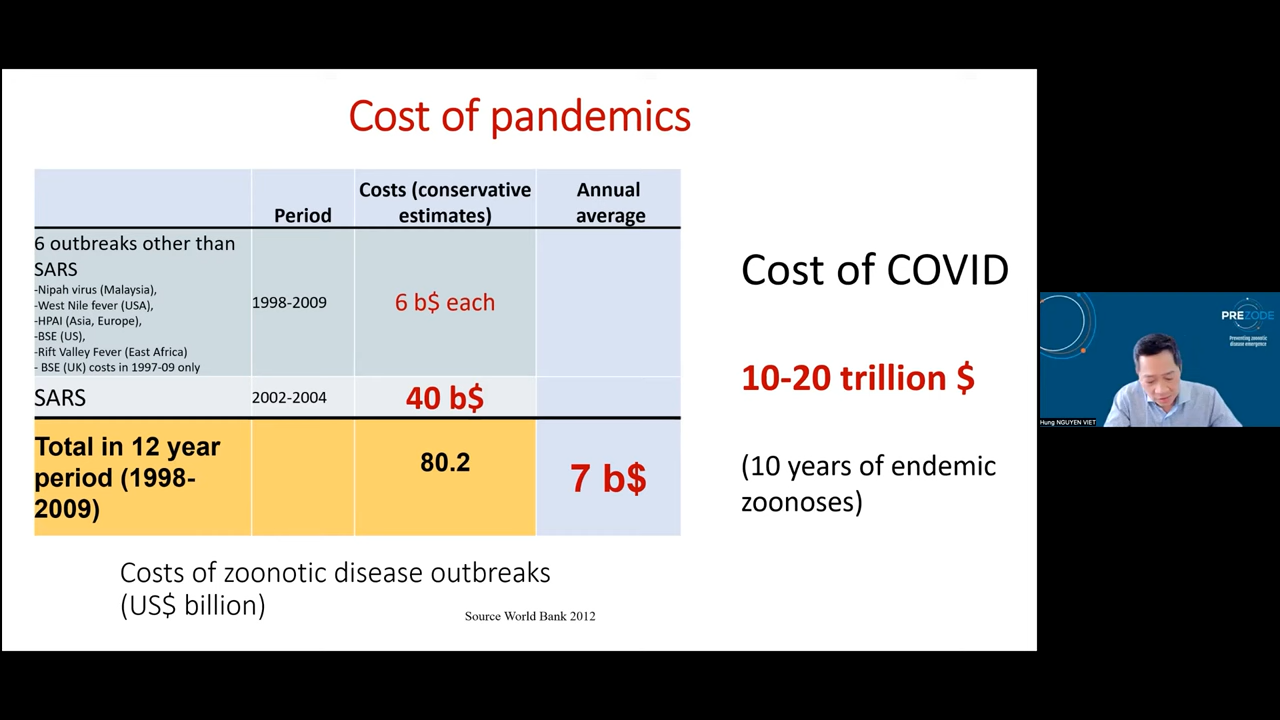 Cost of pandemics
Period
Costs (conservative
estimates)
Annual
average
6 outbreaks other than
SARS
-Nipah virus (Malaysia),
-West Nile fever (USA),
-HPAI (Asia, Europe),
-BSE (US),
-Rift Valley Fever (East Africa)
- BSE (UK) costs in 1997-09 only
1998-2009
6 b$ each
SARS
2002-2004
40 b$
Total in 12 year
period (1998-
2009)
80.2
7 b$
Costs of zoonotic disease outbreaks
(US$ billion)
Source World Bank 2012
Cost of COVID
10-20 trillion $
(10 years of endemic
zoonoses)
PREZODE
Preventing zoonotic
disease emergence
Hung NGUYEN VIET